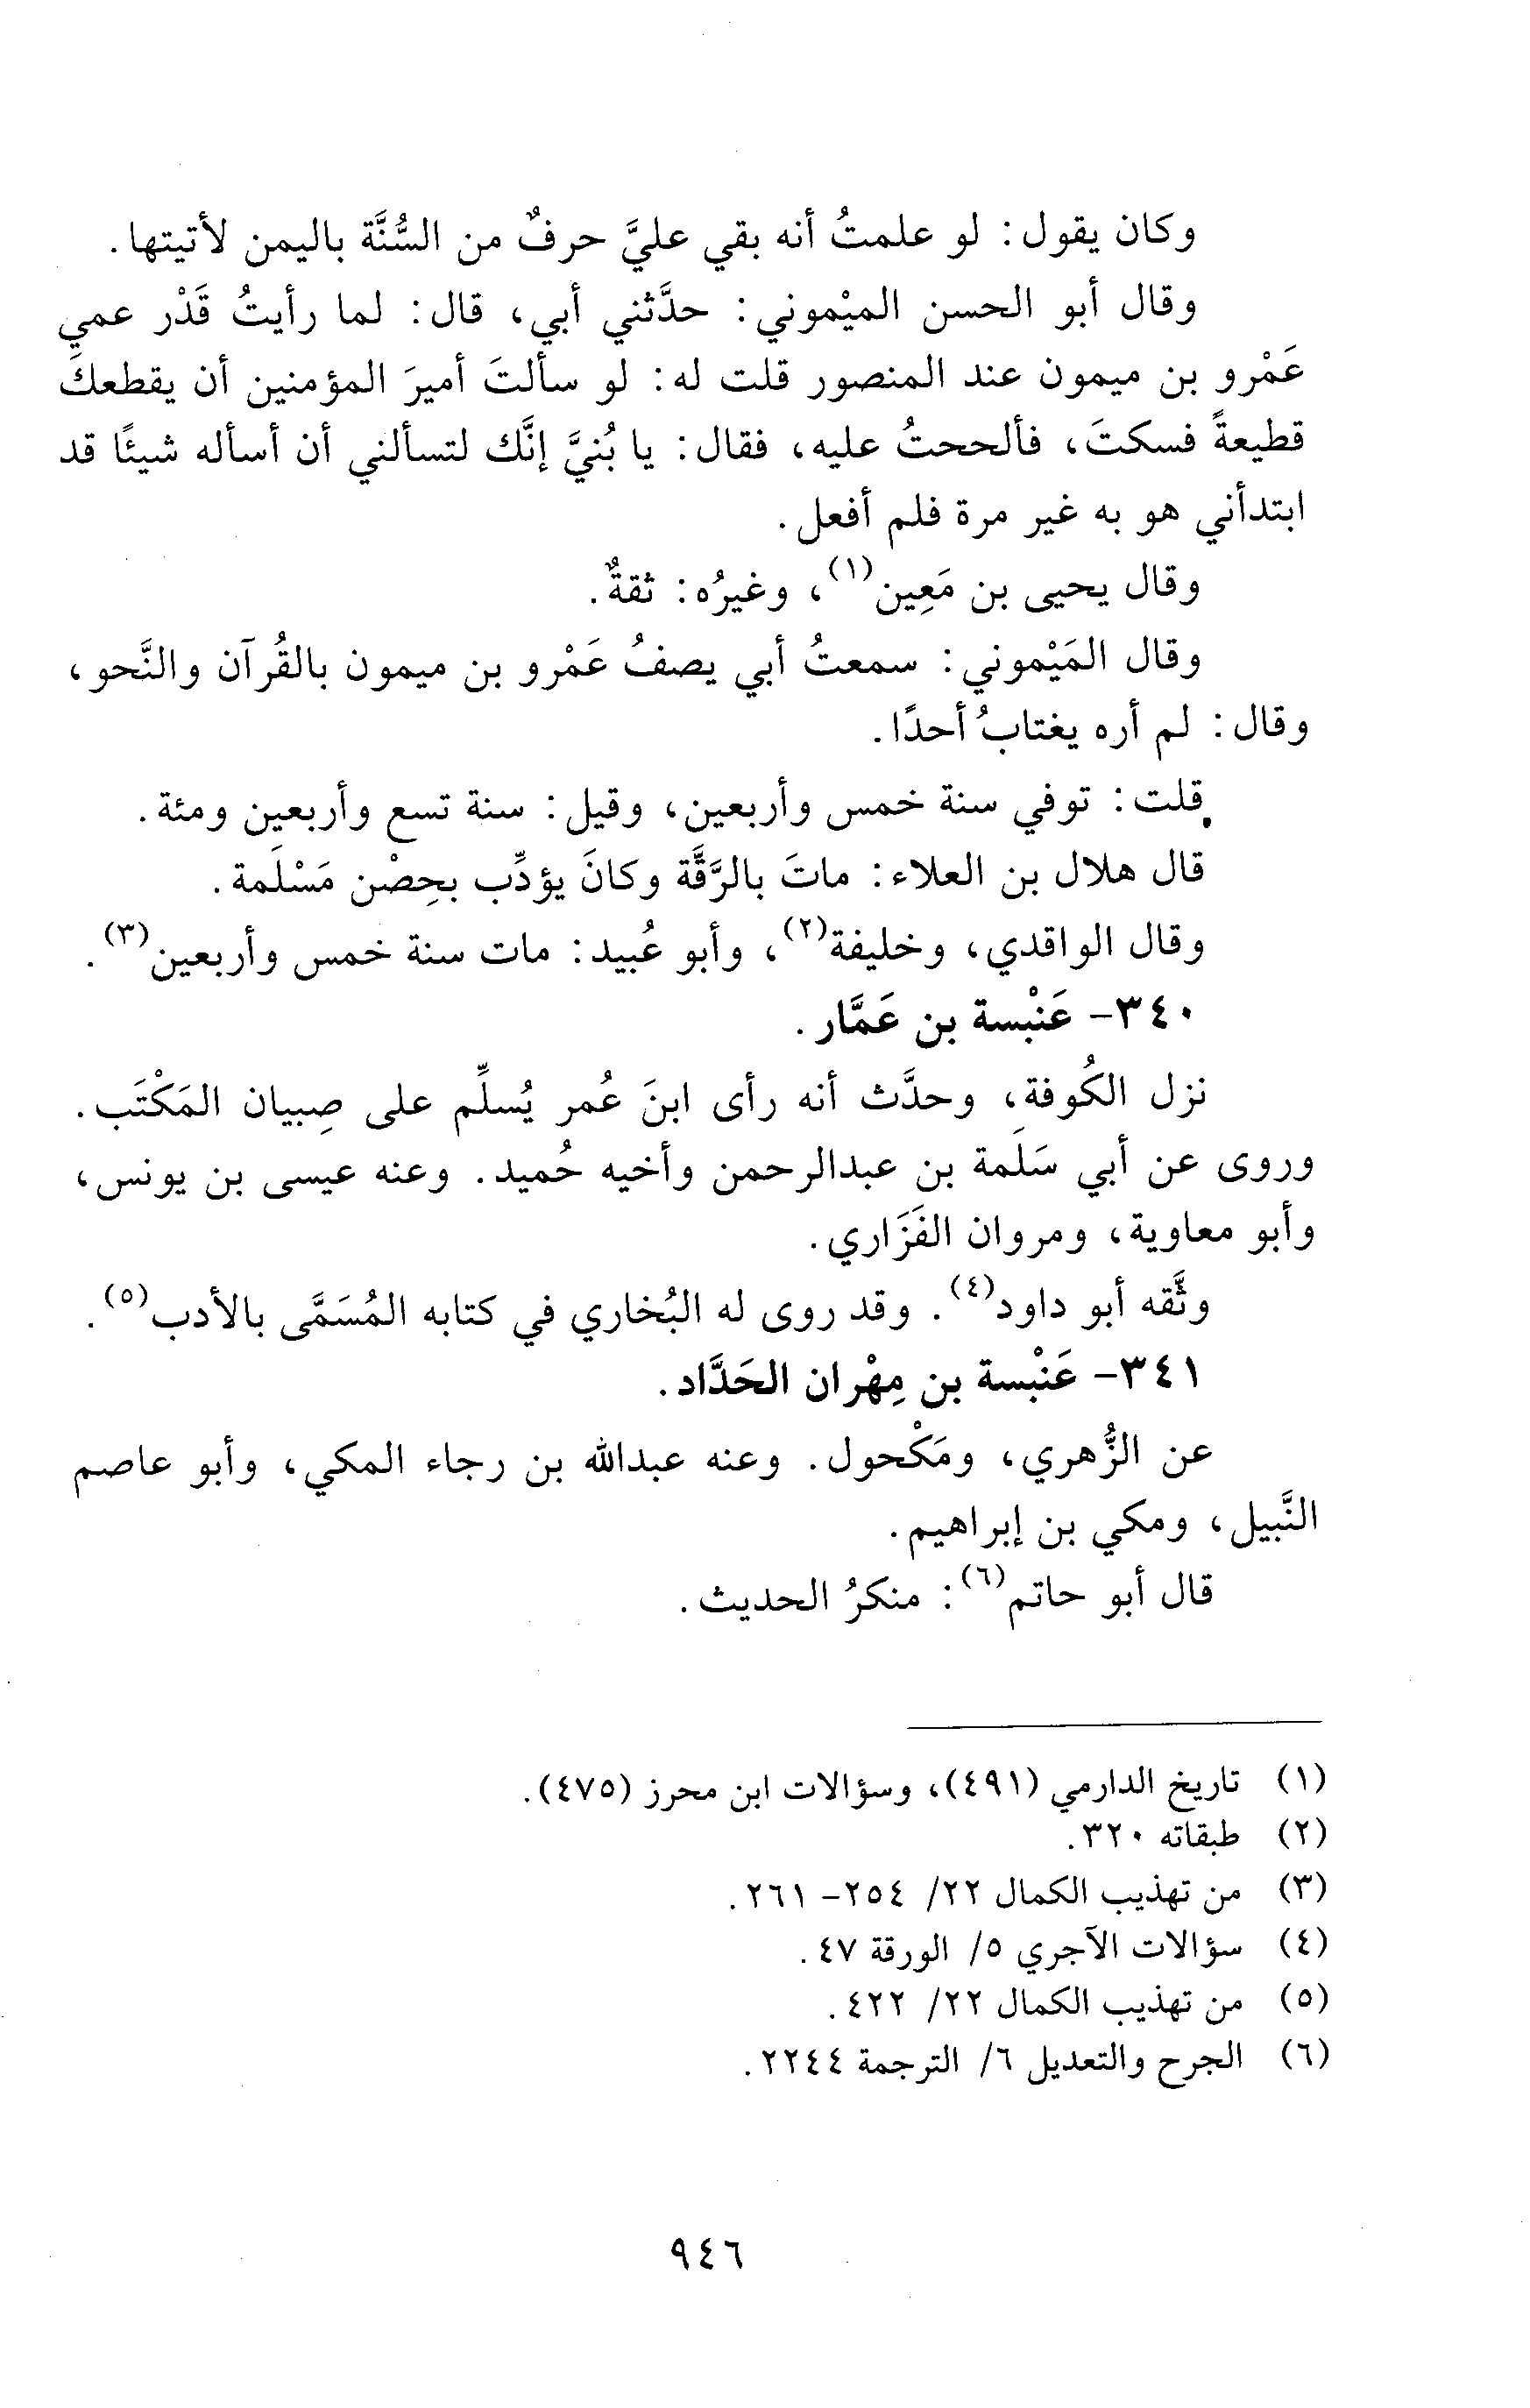 وكان يقول: لو علمتُ أنه بقي عليَّ حرفٌ من السُّنَّة باليمن لأتيتها.
وقال أبو الحسن الميْموني: حدَّثني أبي، قال: لما رأيتُ قَدْر عمي
عَمْرو بن ميمون عند المنصور قلت له: لو سألتَ أميرَ المؤمنين أن يقطعكَ
قطيعةً فسكتَ، فألححتُ عليه، فقال: يا بُنيَّ إنَّك لتسألني أن أسأله شيئًا قد
ابتدأني هو به غير مرة فلم أفعل.
وقال يحيى بن مَعِين(١)، وغيرُه: ثقةٌ.
وقال المَيْموني: سمعتُ أبي يصفُ عَمْرو بن ميمون بالقُرآن والنَّحو،
وقال: لم أره يغتابُ أحدًا.
قلت: توفي سنة خمس وأربعين، وقيل: سنة تسع وأربعين ومئة.
قال هلال بن العلاء: ماتَ بالرَّقَّة وكانَ يؤدِّب بحِصْن مَسْلَمة.
وقال الواقدي، وخليفة(٢)، وأبو عُبيد: مات سنة خمس وأربعين(٣).
٣٤٠- عَنْبسة بن عَمَّار.
نزل الكُوفة، وحدَّث أنه رأى ابنَ عُمر يُسلِّم على صِبيان المَكْتَب.
وروى عن أبي سَلَمة بن عبدالرحمن وأخيه حُميد. وعنه عيسى بن يونس،
وأبو معاوية، ومروان الفَزَاري.
وثَّقه أبو داود(٤). وقد روى له البُخاري في كتابه المُسَمَّى بالأدب(٥).
٣٤١- عَنْبسة بن مِهْران الحَدَّاد.
عن الزُّهري، ومَكْحول. وعنه عبدالله بن رجاء المكي، وأبو عاصم
النَّبيل، ومكي بن إبراهيم.
قال أبو حاتم(٦): منكرُ الحديث.
(١) تاريخ الدارمي (٤٩١)، وسؤالات ابن محرز (٤٧٥).
(٢) طبقاته ٣٢٠.
(٣) من تهذيب الكمال ٢٢/ ٢٥٤- ٢٦١.
(٤) سؤالات الآجري ٥/ الورقة ٤٧.
(٥) من تهذيب الكمال ٢٢/ ٤٢٢.
(٦) الجرح والتعديل ٦/ الترجمة ٢٢٤٤.
٩٤٦